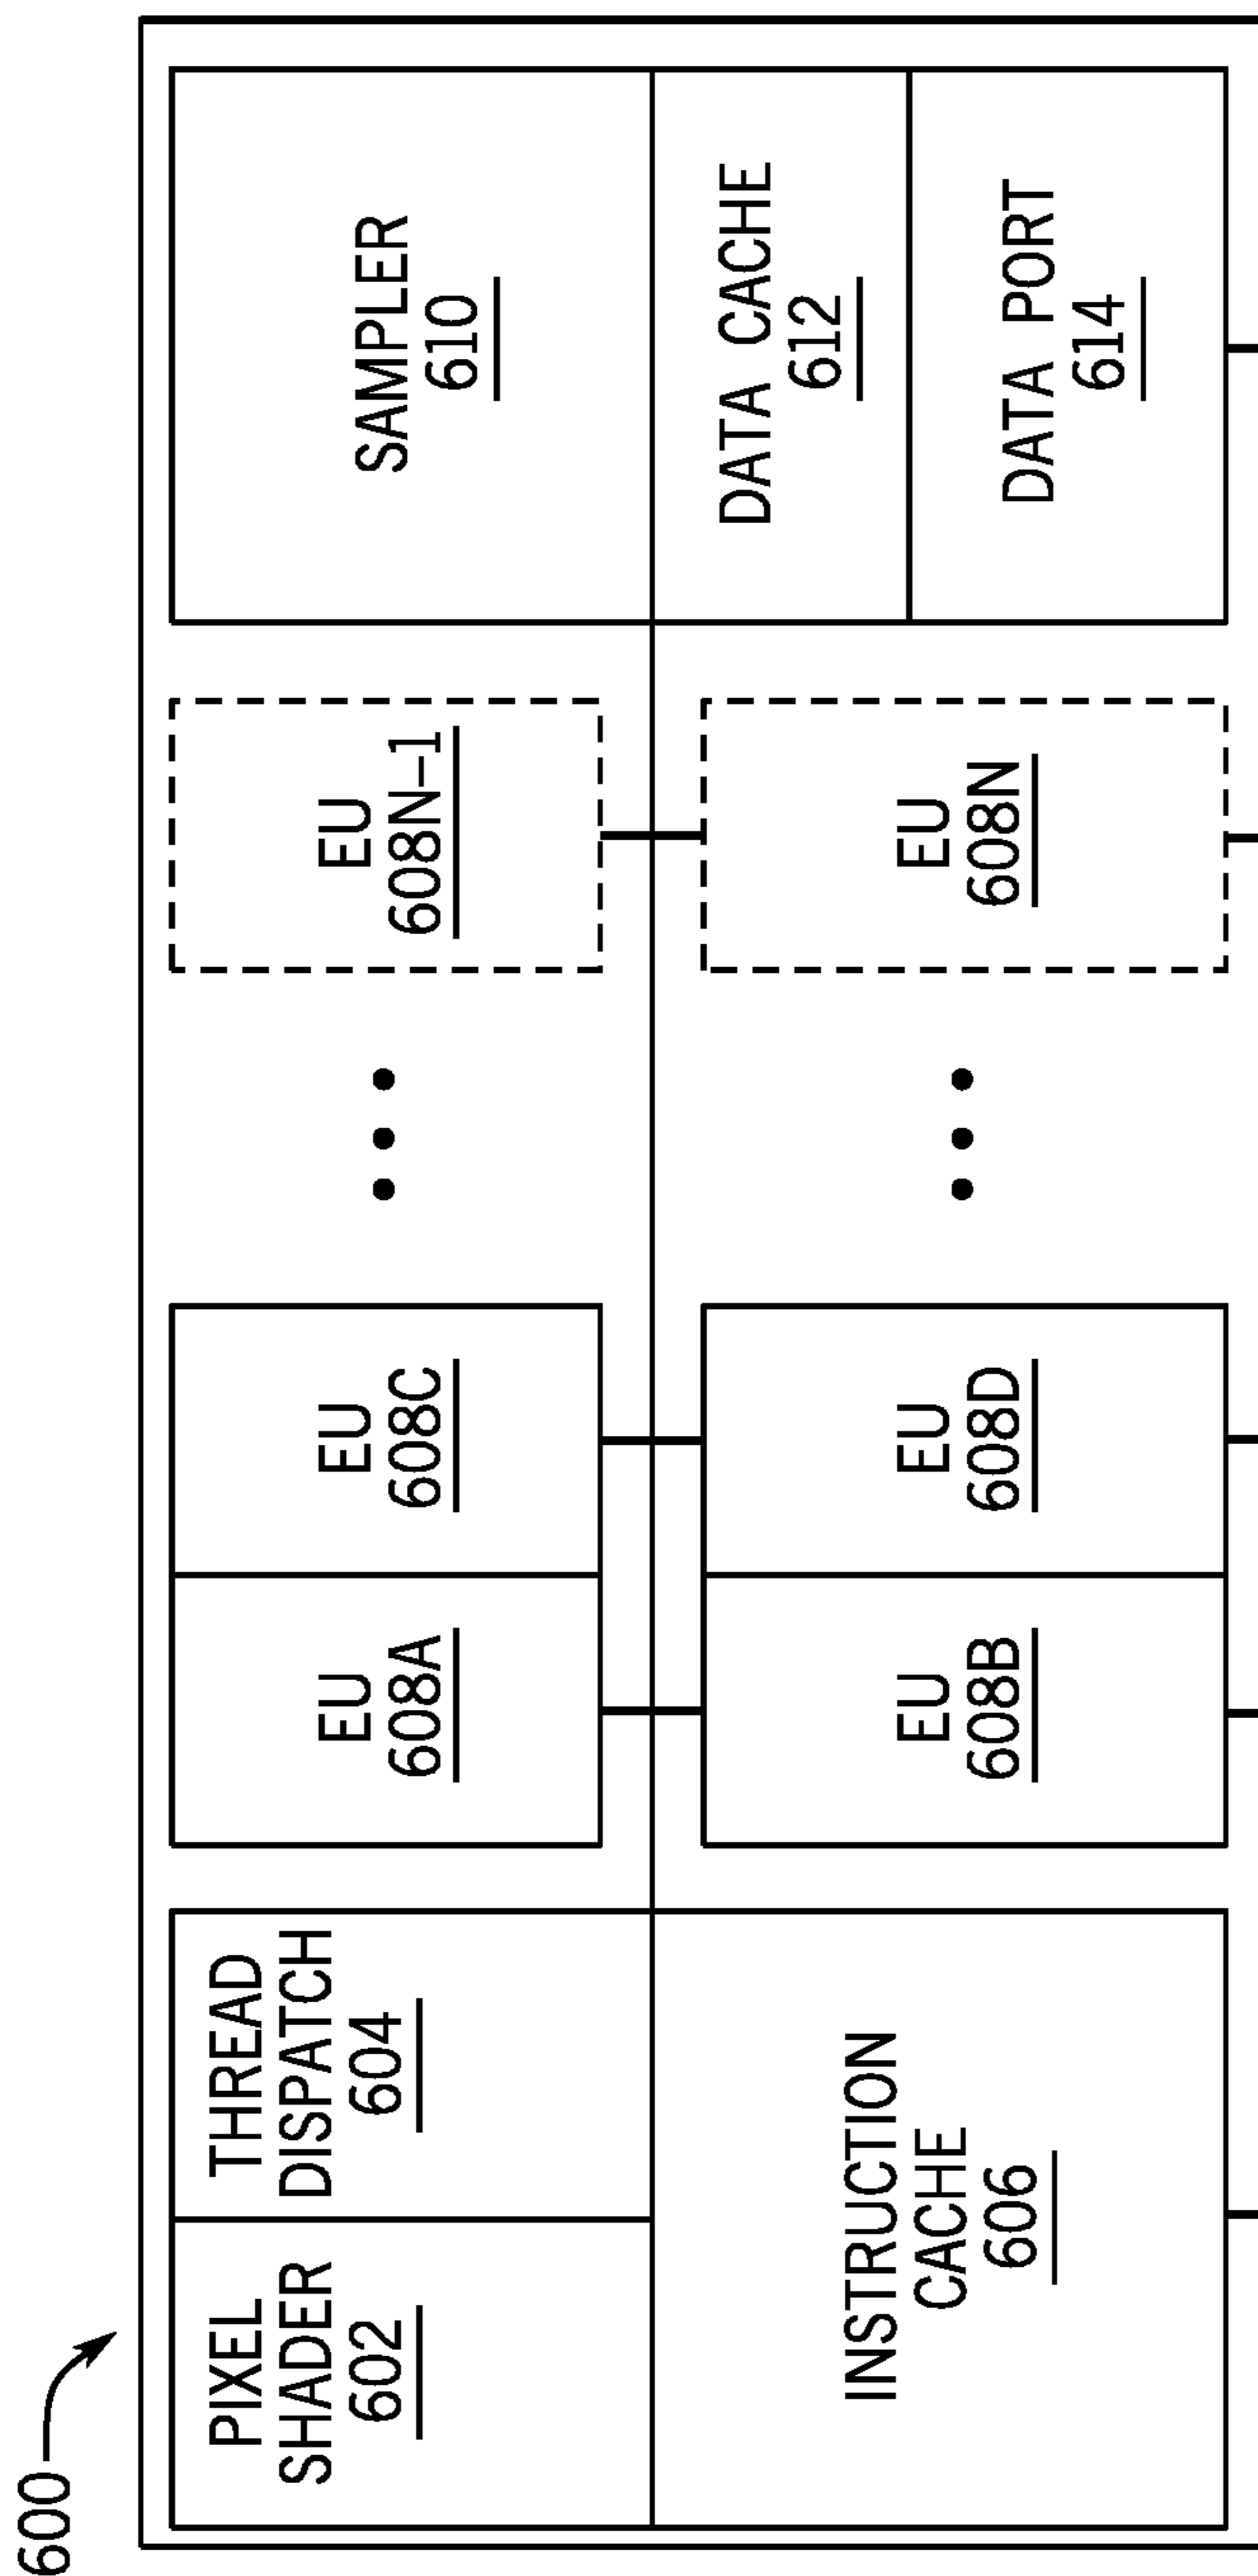 600
PIXEL
SHADER
602
THREAD
DISPATCH
604
EU
608A
EU
608C
EU
608N-1
SAMPLER
610
INSTRUCTION
CACHE
606
EU
608B
EU
608D
EU
608N
DATA CACHE
612
DATA PORT
614